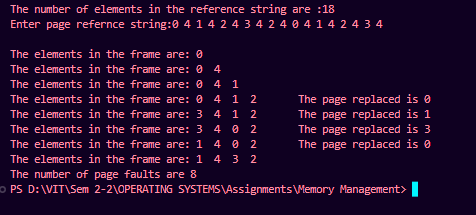 The number of elements in the reference string are :18
Enter page refernce string:0 4 1 4 2 4 3 4 2 4 0 4 1 4 2 4 3 4
The elements in the frame are: 0
The elements in the frame are: 0 4
The elements in the frame are: 0 4 1
The elements in the frame are: 0 4 1 2 The page replaced is 0
The elements in the frame are: 3 4 1 2 The page replaced is 1
The elements in the frame are: 3 4 0 2 The page replaced is 3
The elements in the frame are: 1 4 0 2 The page replaced is 0
The elements in the frame are: 1 4 3 2
The number of page faults are 8
PS D:\VIT\Sem 2-2\OPERATING SYSTEMS\Assignments\Memory Management>